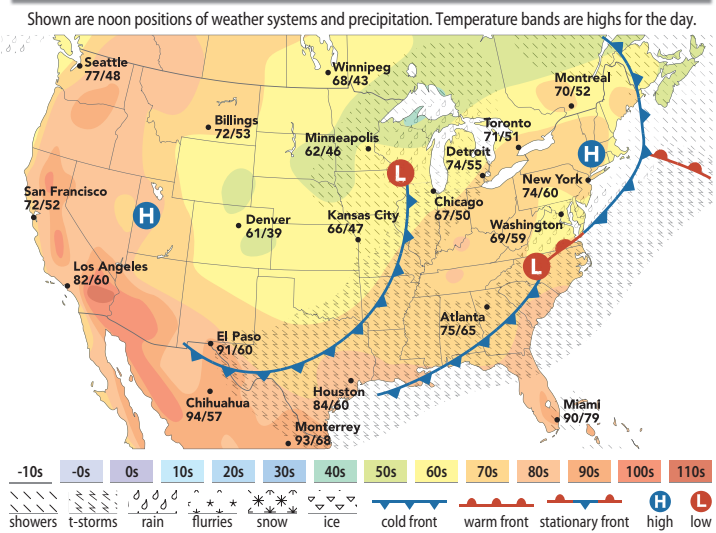 Shown are noon positions of weather systems and precipitation. Temperature bands are highs for the day.
Seattle
77/48
Winnipeg
68/43
Montreal
70/52
Billings
72/53
Minneapolis
62/46
Toronto
71/51
Detroit
74/55
H
L
New York
74/60
San Francisco
72/52
H
Chicago
67/50
Denver
61/39
Kansas City
66/47
Washington
69/59
Los Angeles
82/60
L
Atlanta
75/65
El Paso
91/60
Chihuahua
94/57
Houston
84/60
Miami
90/79
Monterrey
93/68
-10s -0s 0s 10s 20s 30s 40s 50s 60s 70s 80s 90s 100s 110s
H L
showers t-storms rain flurries snow ice cold front warm front stationary front high low